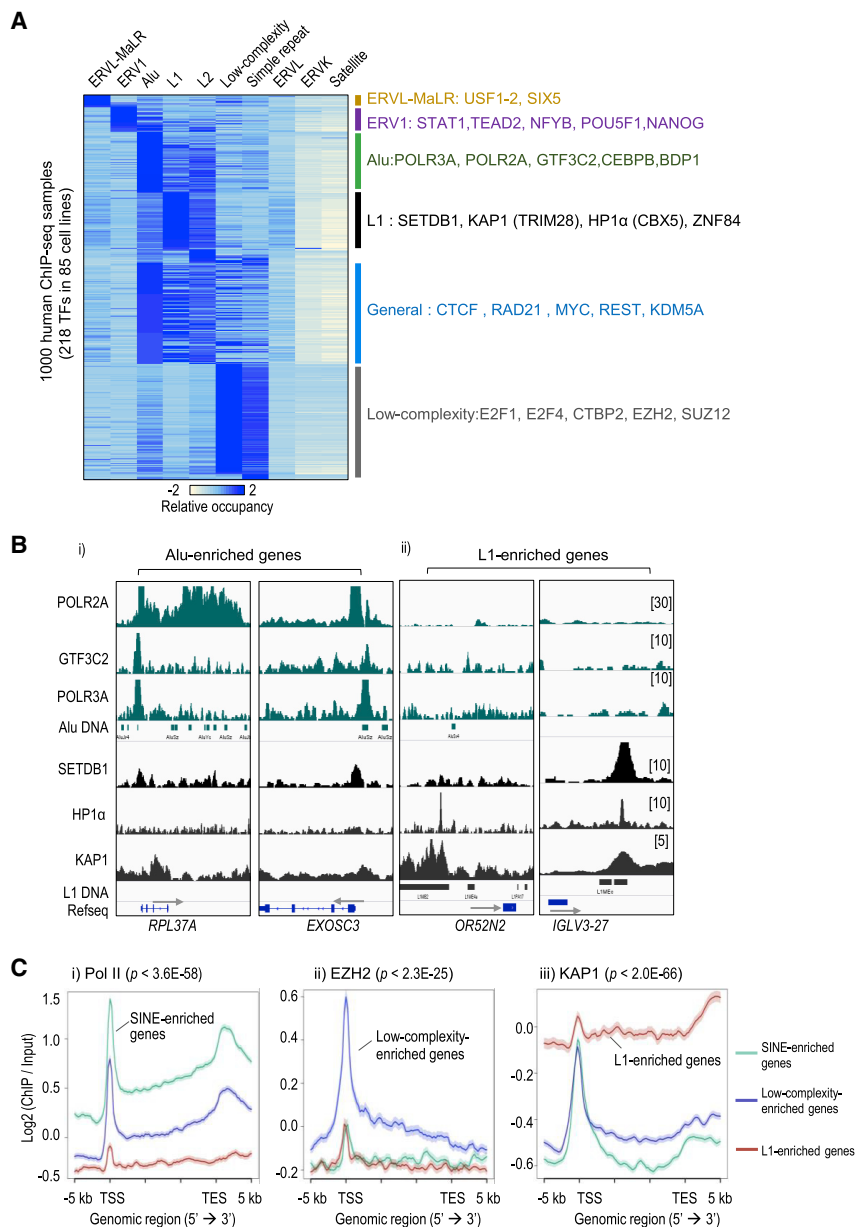 A
ERVL-MaLR
ERV1
Alu
L1
L2
Low-complexity
Simple repeat
ERVL
ERVK
Satellite
1000 human ChIP-seq samples
(218 TFs in 85 cell lines)
ERVL-MaLR: USF1-2, SIX5
ERV1: STAT1,TEAD2, NFYB, POU5F1,NANOG
Alu:POLR3A, POLR2A, GTF3C2,CEBPB,BDP1
L1 : SETDB1, KAP1 (TRIM28), HP1α (CBX5), ZNF84
General : CTCF , RAD21 , MYC, REST, KDM5A
Low-complexity:E2F1, E2F4, CTBP2, EZH2, SUZ12
-2 2
Relative occupancy
B
i) Alu-enriched genes ii) L1-enriched genes
POLR2A [30]
GTF3C2 [10]
POLR3A [10]
Alu DNA
SETDB1 [10]
HP1α [10]
KAP1 [5]
L1 DNA
Refseq
RPL37A EXOSC3 OR52N2 IGLV3-27
C
i) Pol II (p < 3.6E-58) ii) EZH2 (p < 2.3E-25) iii) KAP1 (p < 2.0E-66)
Log2 (ChIP / Input)
1.5
1.0
0.5
0.0
-0.5
SINE-enriched
genes
-5 kb TSS TES 5 kb
Genomic region (5' → 3')
0.6
0.4
0.2
0.0
-0.2
Low-complexity-
enriched genes
-5 kb TSS TES 5 kb
Genomic region (5' → 3')
0.0
-0.2
-0.4
-0.6
L1-enriched genes
-5 kb TSS TES 5 kb
Genomic region (5' → 3')
SINE-enriched
genes
Low-complexity-
enriched genes
L1-enriched genes